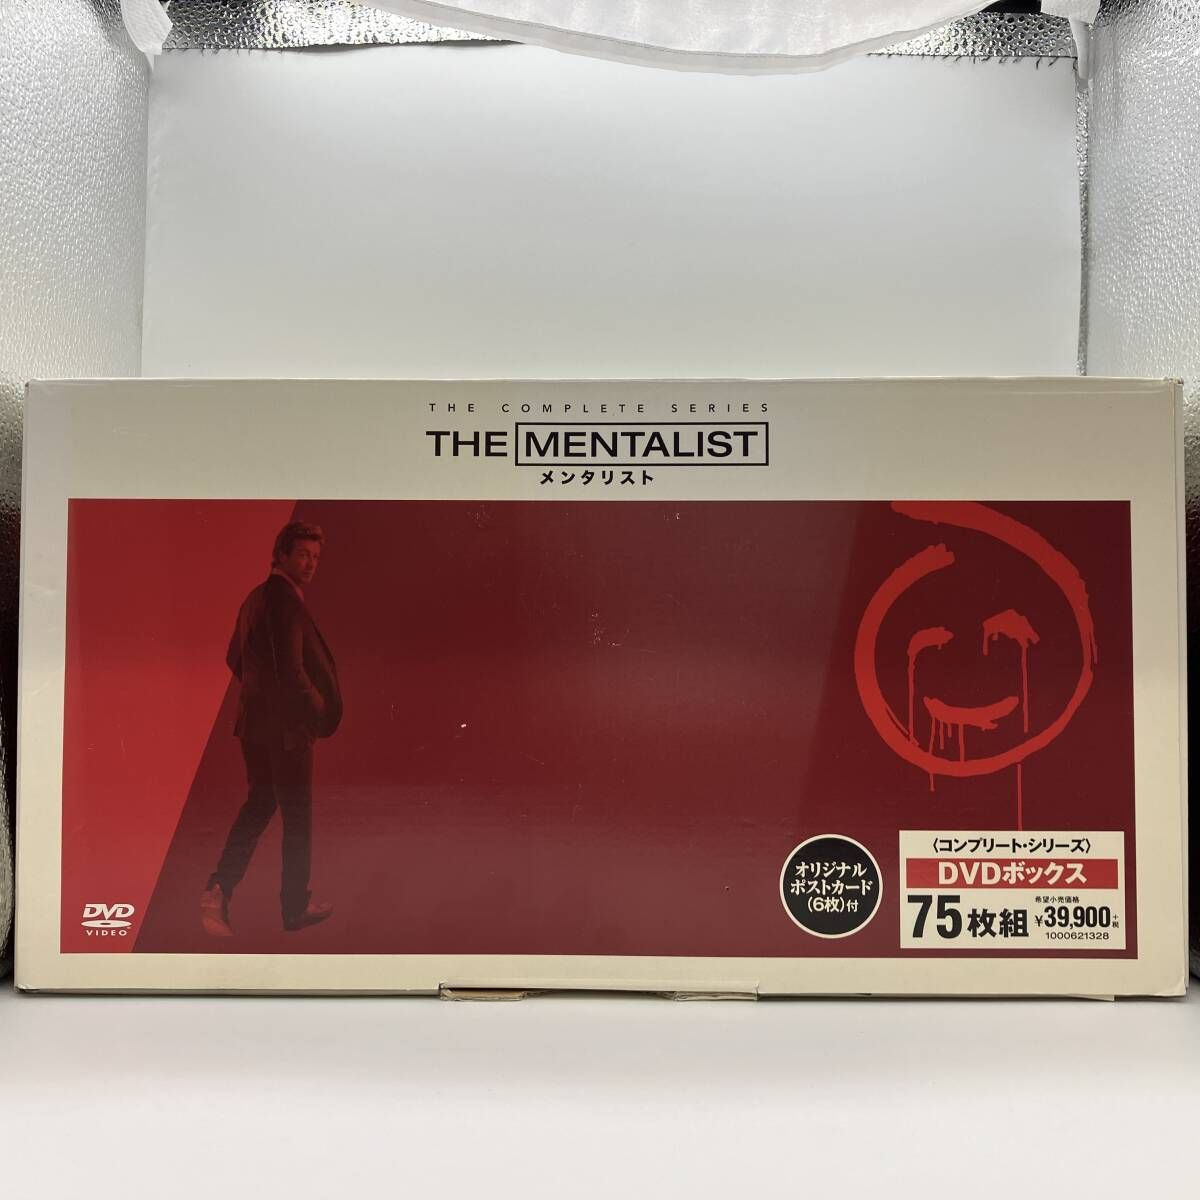 THE COMPLETE SERIES
THE MENTALIST
メンタリスト
DVD
VIDEO
オリジナル
ポストカード
(6枚)付
〈コンプリート・シリーズ〉
DVDボックス
75枚組
希望小売価格
¥39,900+税
1000621328